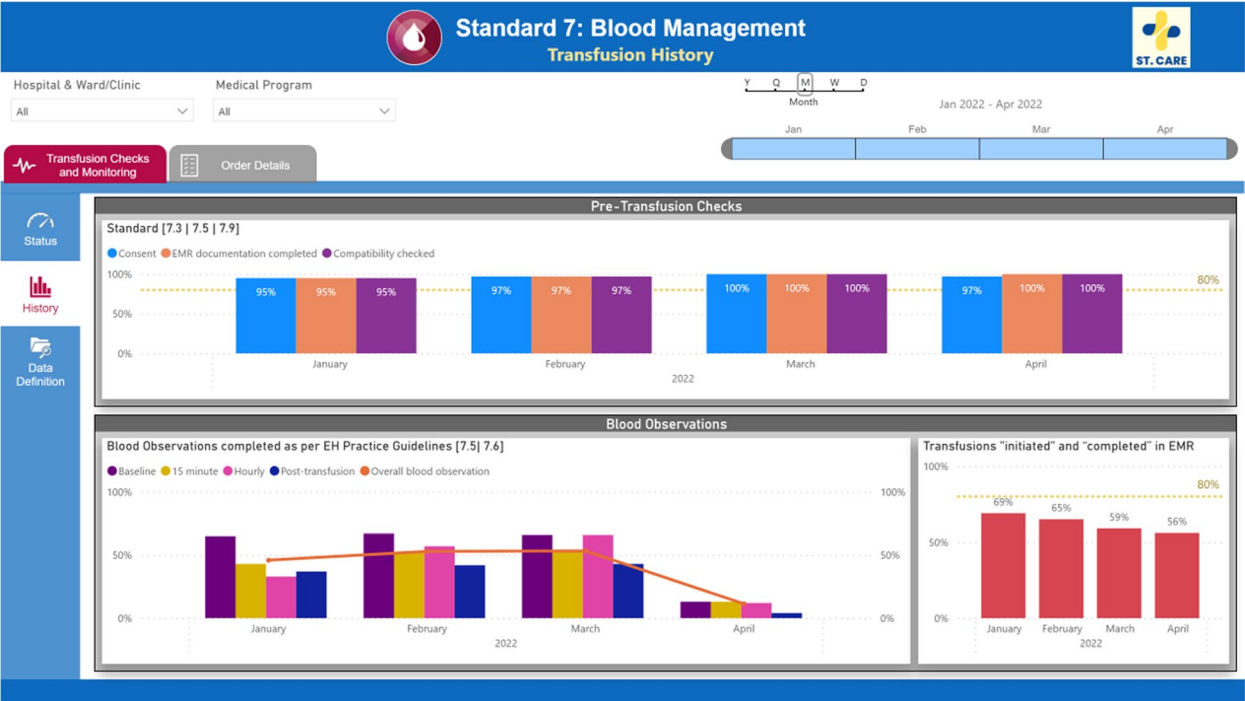 Standard 7: Blood Management
Transfusion History
ST. CARE
Hospital & Ward/Clinic
Medical Program
All
All
Y Q M W D
Month
Jan 2022 - Apr 2022
Jan Feb Mar Apr
Transfusion Checks
and Monitoring
Order Details
Status
History
Data
Definition
Pre-Transfusion Checks
Standard [7.3 | 7.5 | 7.9]
Consent EMR documentation completed Compatibility checked
100%
80%
95% 95% 95% 97% 97% 97% 100% 100% 100% 97% 100% 100%
50%
0%
January February March April
2022
Blood Observations
Blood Observations completed as per EH Practice Guidelines [7.5| 7.6]
Baseline 15 minute Hourly Post-transfusion Overall blood observation
100% 100%
50% 50%
0% 0%
January February March April
2022
Transfusions "initiated" and "completed" in EMR
100%
80%
69% 65% 59% 56%
50%
0%
January February March April
2022